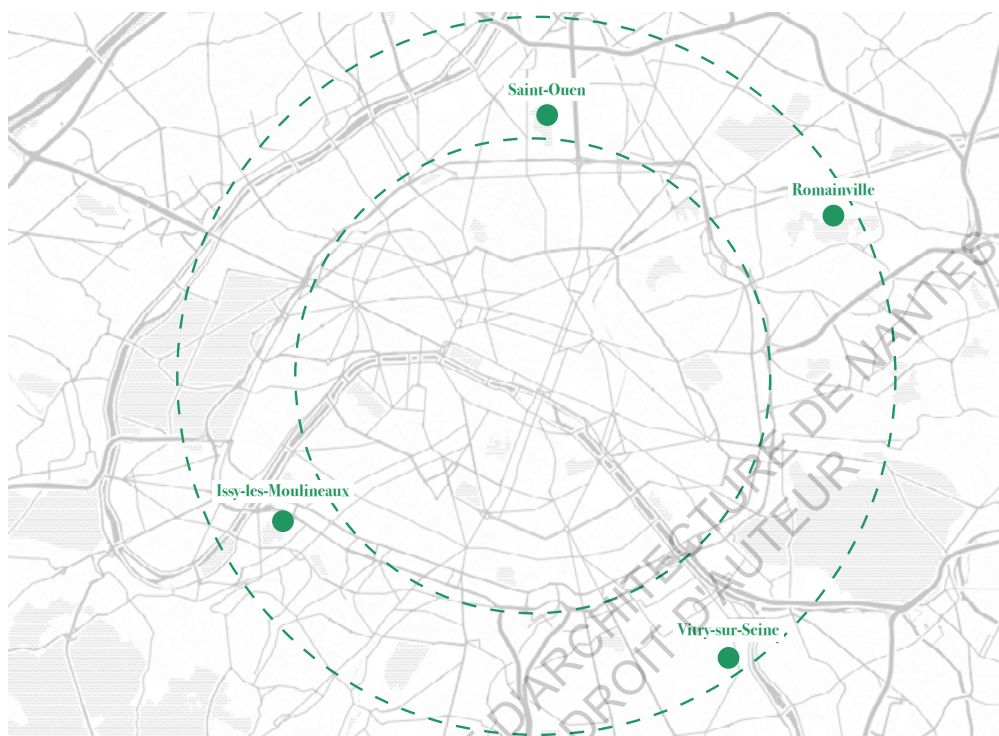 Saint-Ouen
Romainville
Issy-les-Moulineaux
Vitry-sur-Seine
D'ARCHITECTURE DE NANTES
DROIT D'AUTEUR